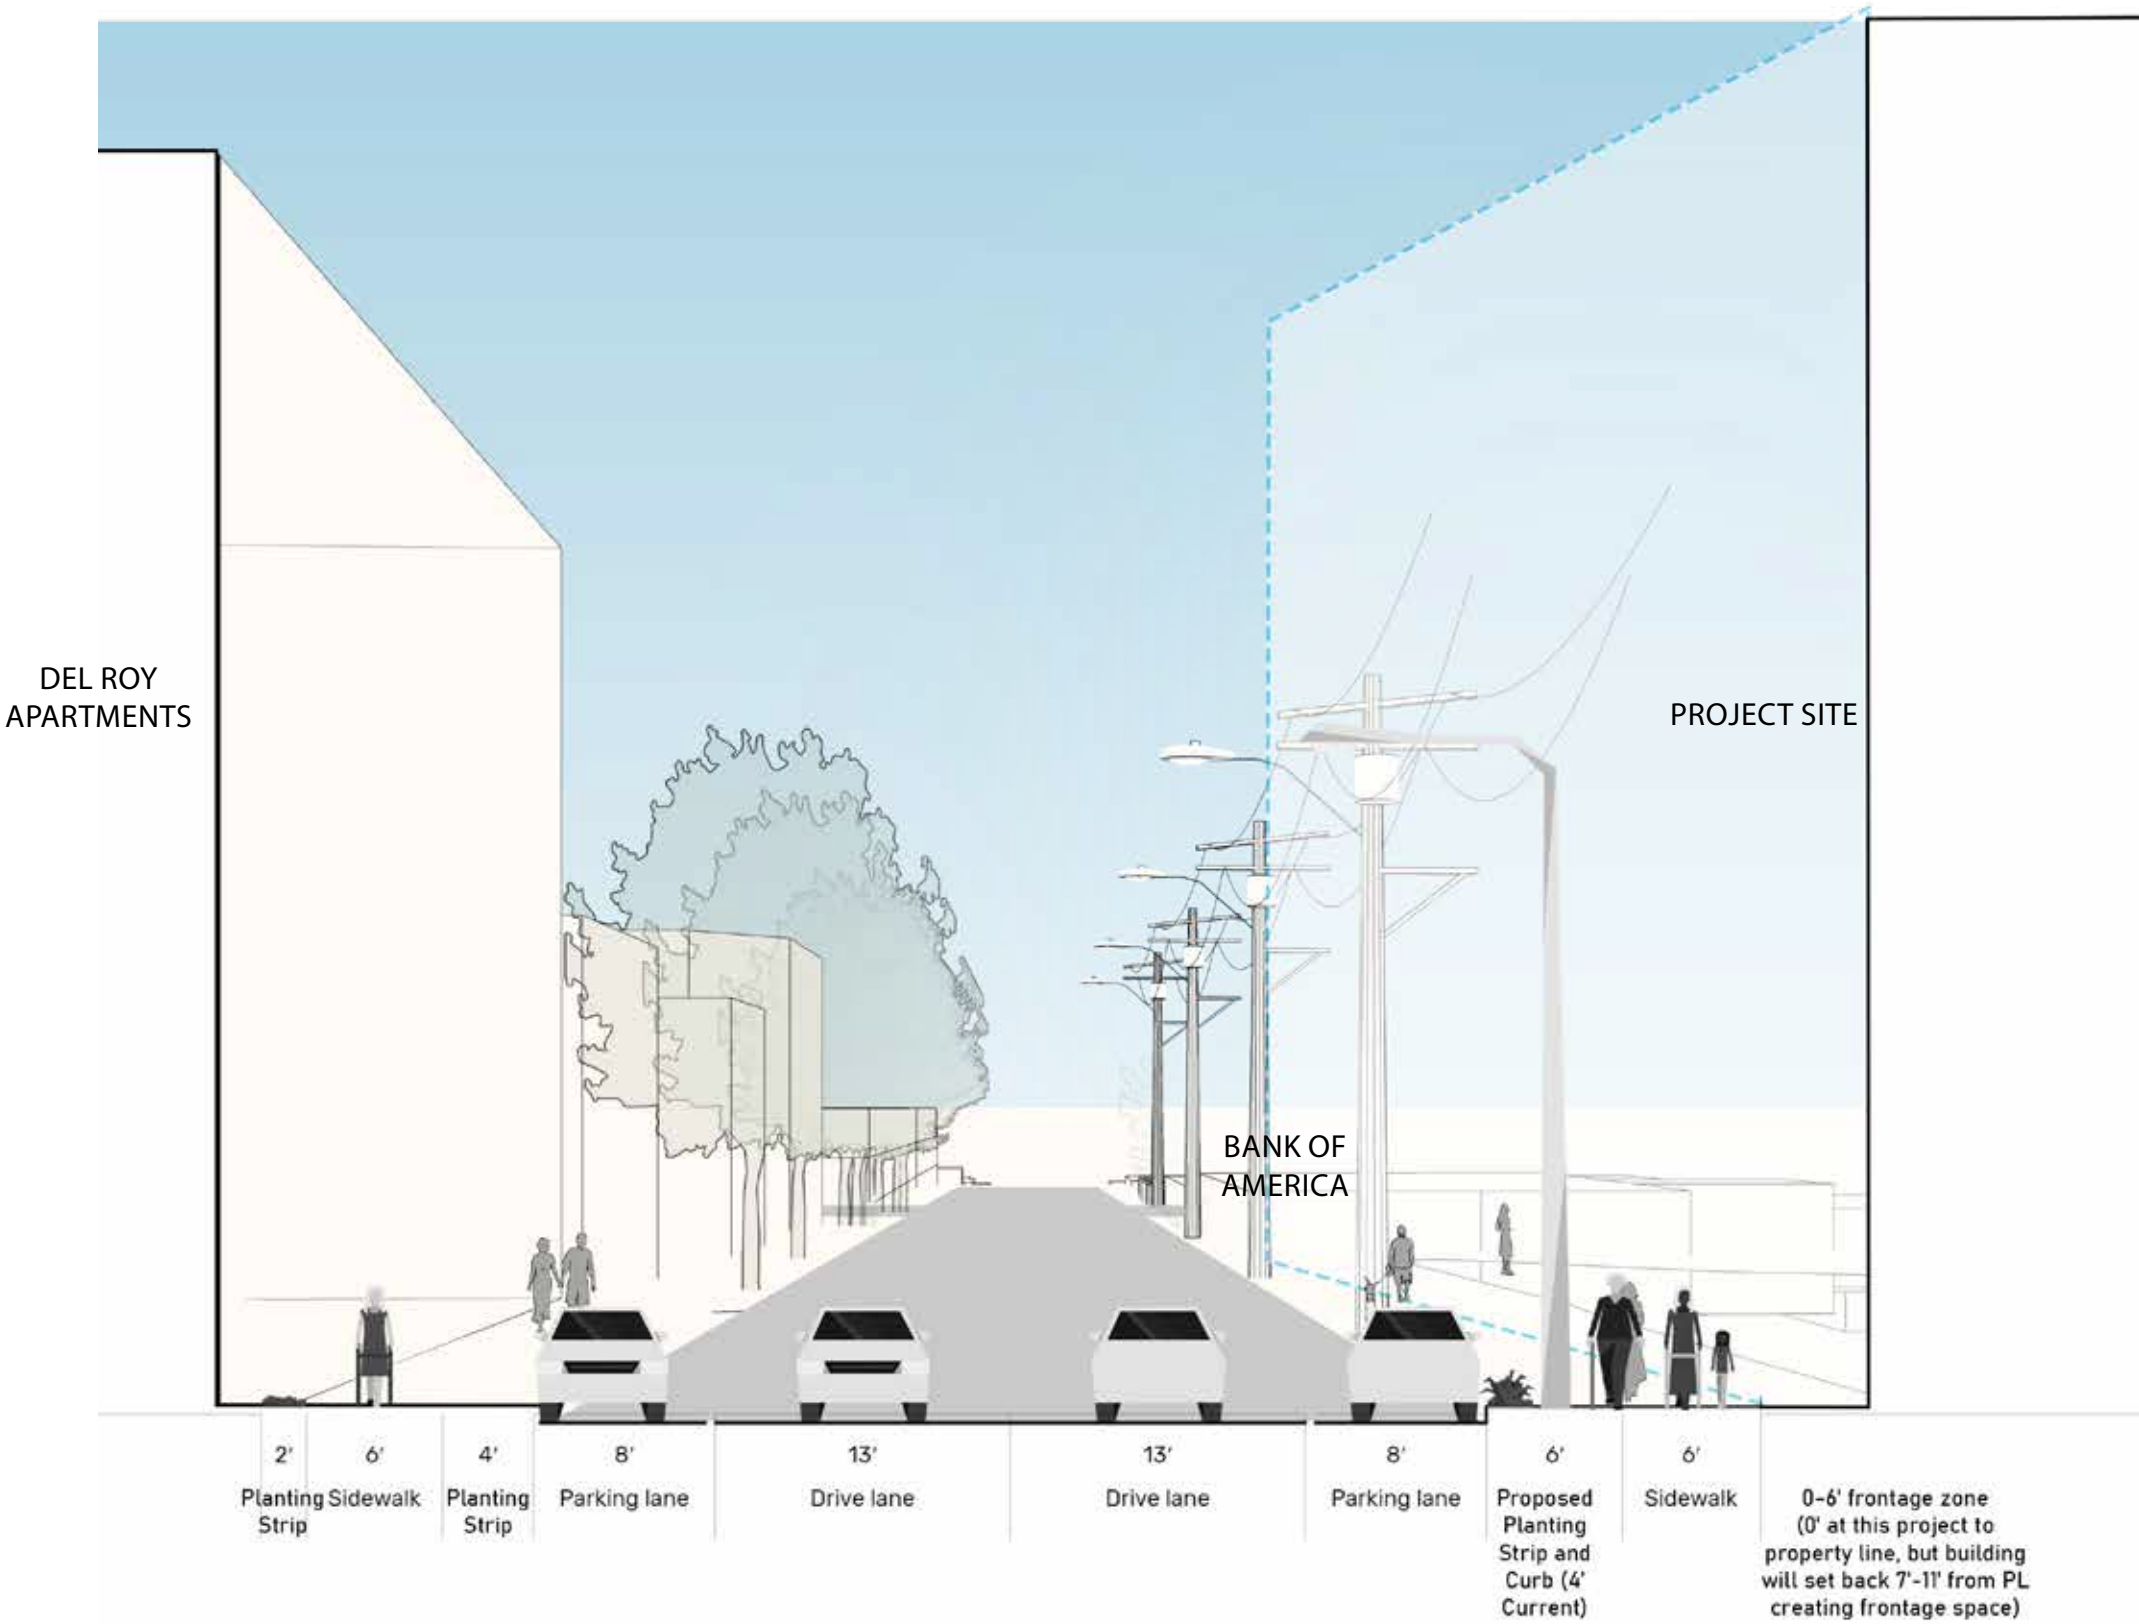 DEL ROY
APARTMENTS
PROJECT SITE
BANK OF
AMERICA
2'
6'
4'
8'
13'
13'
8'
6'
6'
Planting
Strip
Sidewalk
Planting
Strip
Parking lane
Drive lane
Drive lane
Parking lane
Proposed
Planting
Strip and
Curb (4'
Current)
Sidewalk
0-6' frontage zone
(0' at this project to
property line, but building
will set back 7'-11' from PL
creating frontage space)